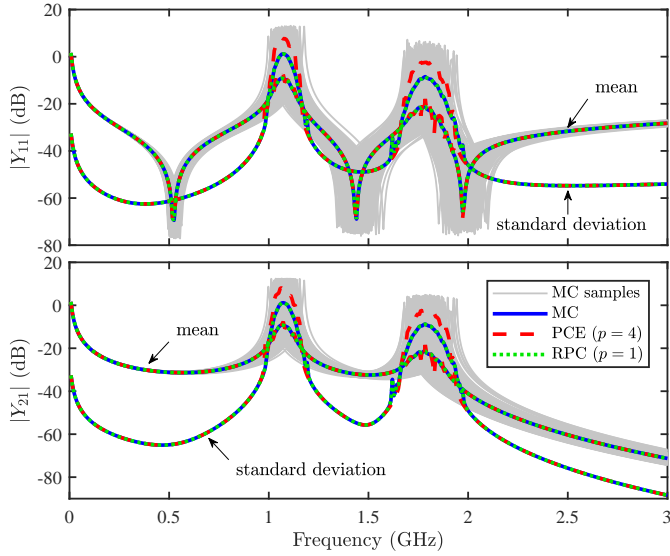 20
0
-20
-40
-60
-80
|Y11| (dB)
mean
standard deviation
20
0
-20
-40
-60
-80
|Y21| (dB)
mean
standard deviation
MC samples
MC
PCE (p = 4)
RPC (p = 1)
0
0.5
1
1.5
2
2.5
3
Frequency (GHz)